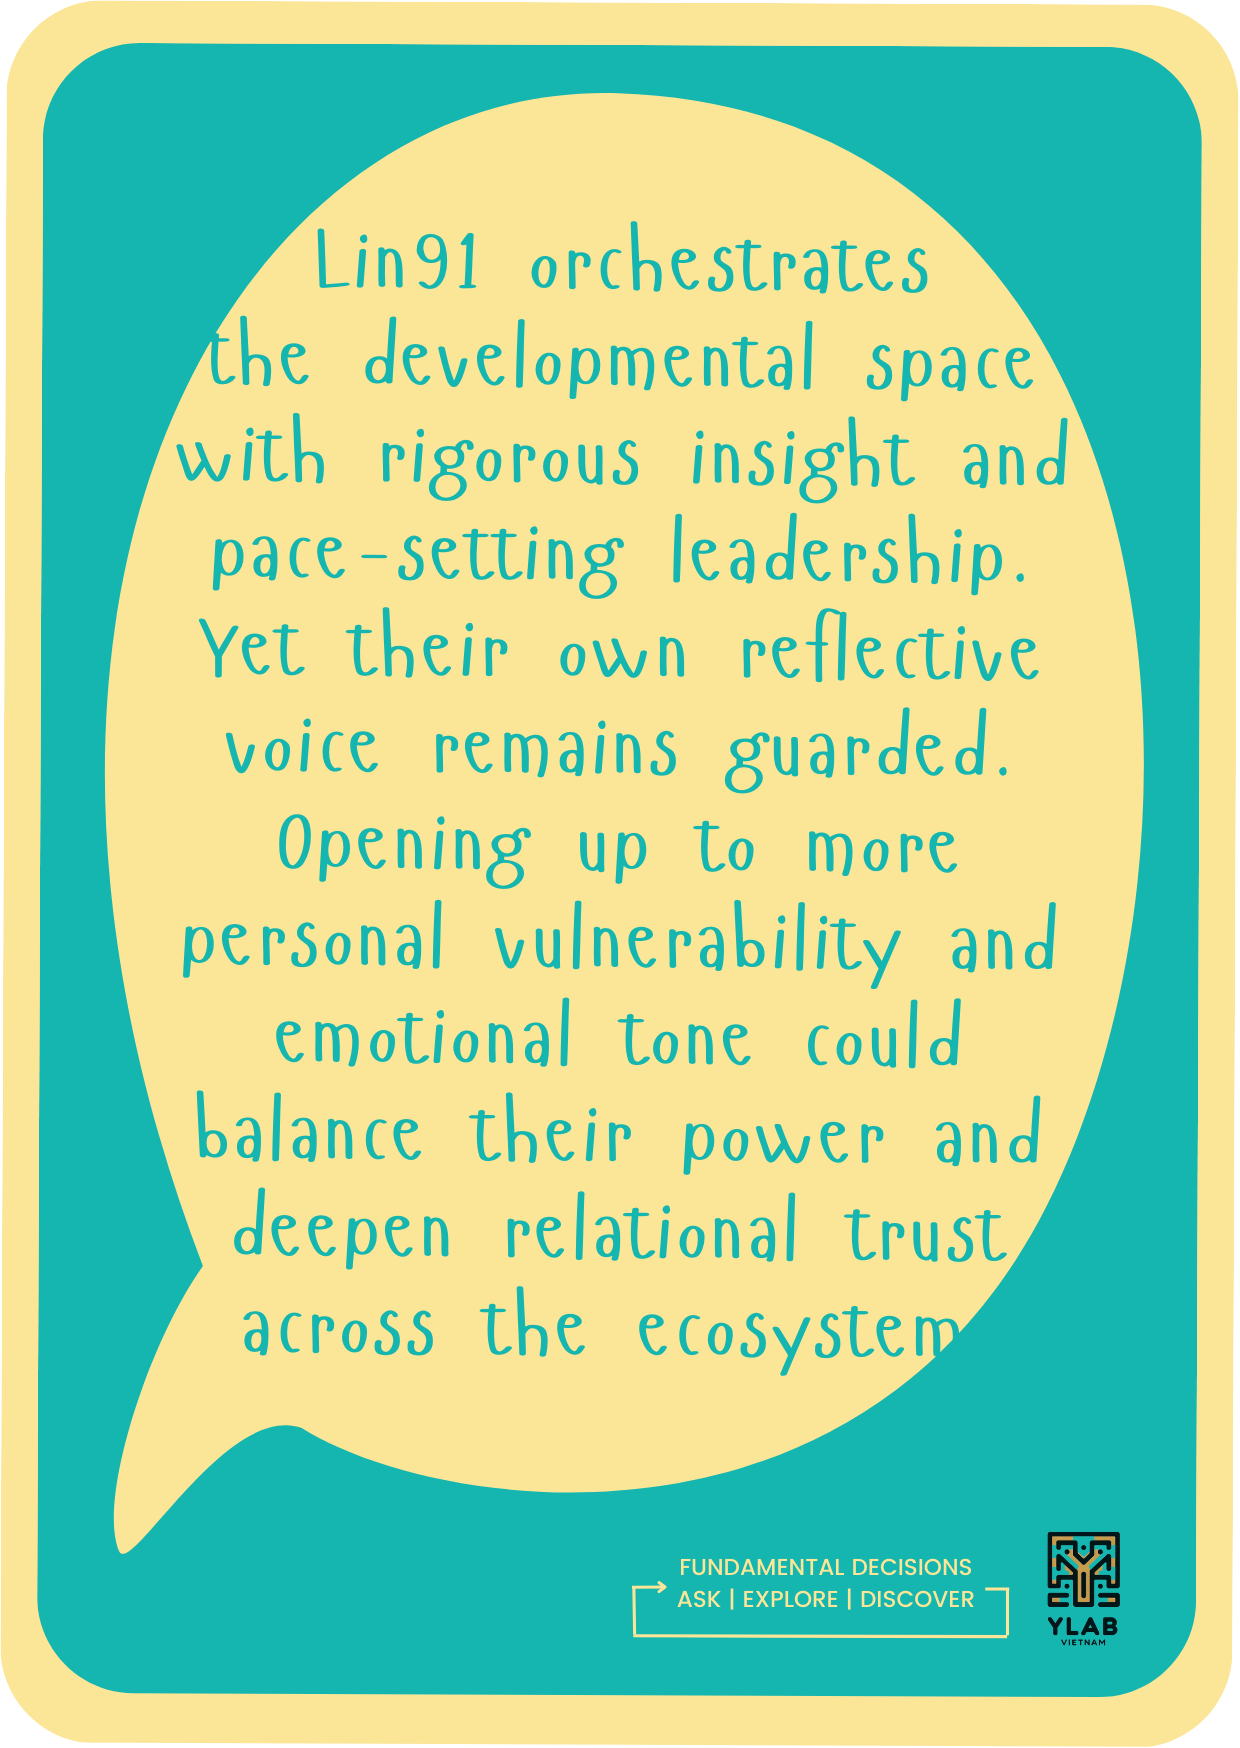 Lin91 orchestrates
the developmental space
with rigorous insight and
pace-setting leadership.
Yet their own reflective
voice remains guarded.
Opening up to more
personal vulnerability and
emotional tone could
balance their power and
deepen relational trust
across the ecosystem
FUNDAMENTAL DECISIONS
ASK | EXPLORE | DISCOVER
YLAB
VIETNAM